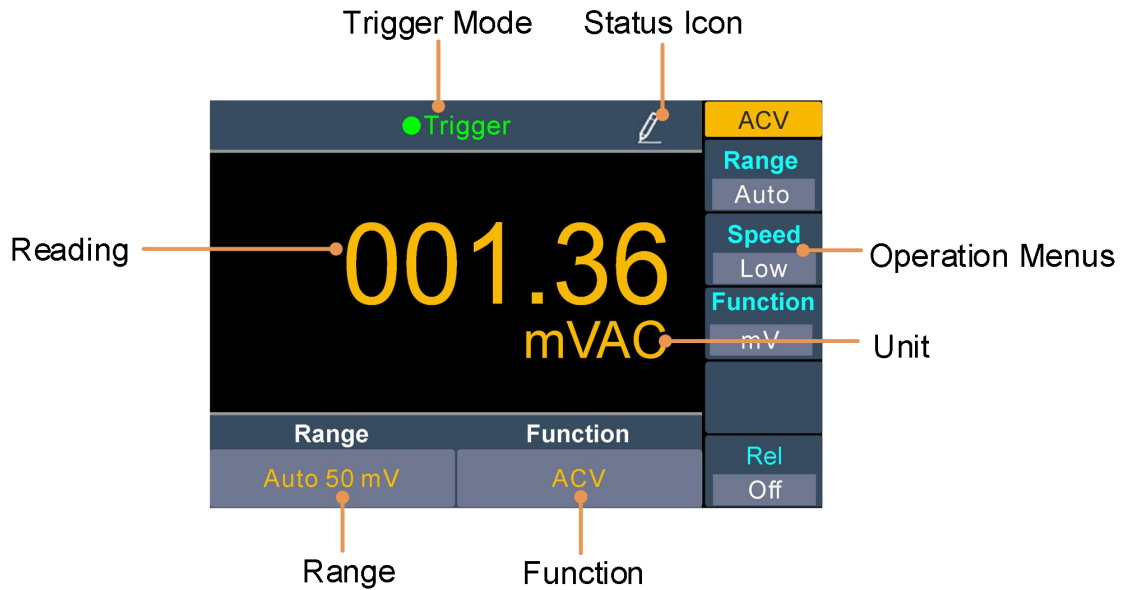 Trigger Mode
Status Icon
Trigger
ACV
Range
Auto
Speed
Low
Function
mV
Rel
Off
Reading
001.36
mVAC
Operation Menus
Unit
Range
Function
Auto 50 mV
ACV
Range
Function